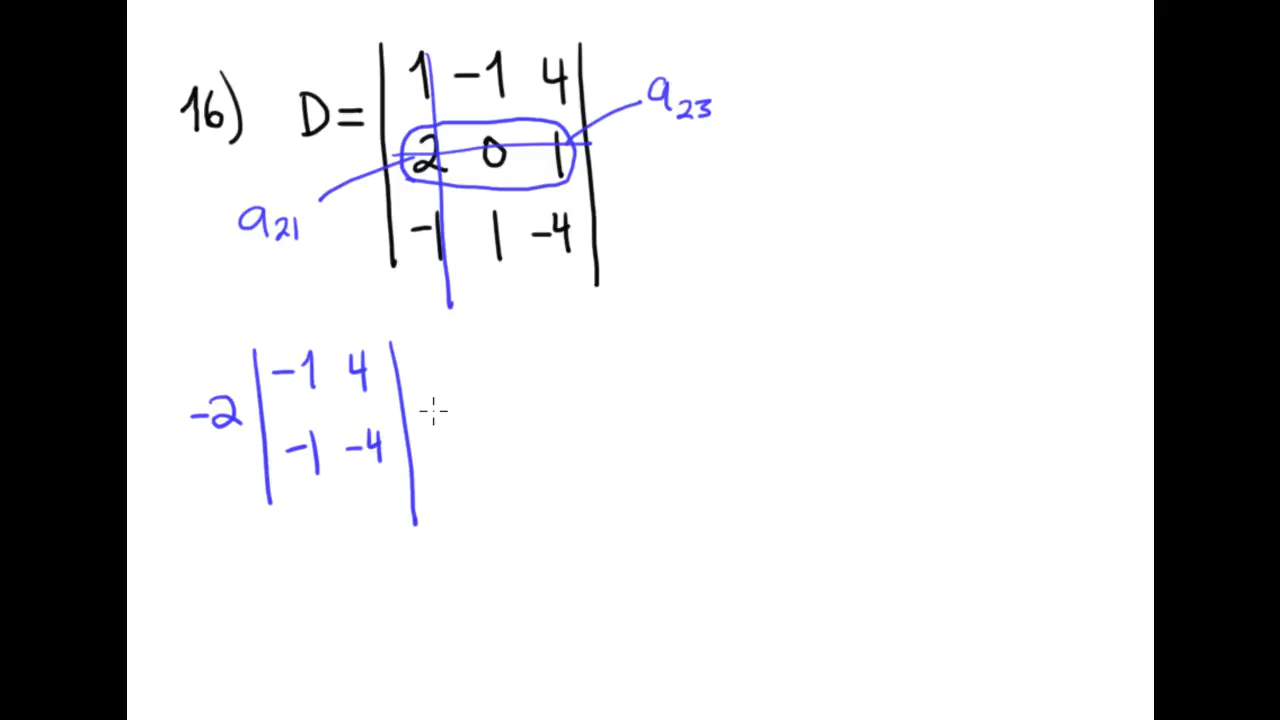 16) D= | 1 -1 4 |
a23
| 2 0 1 |
a21
| -1 1 -4 |
-2 | -1 4 |
| -1 -4 |